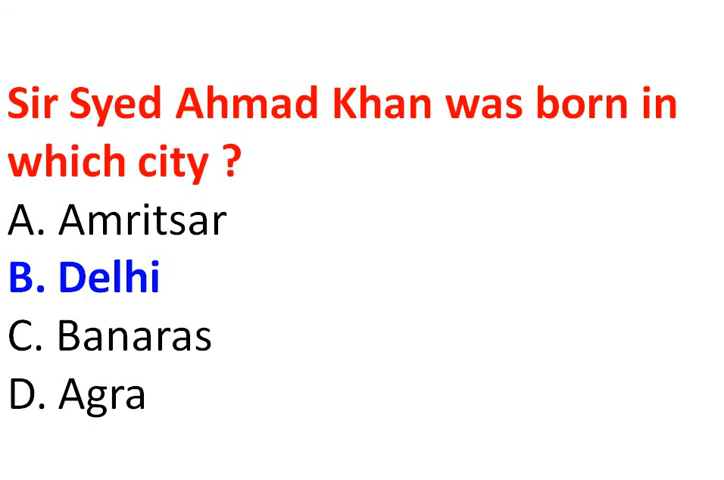 Sir Syed Ahmad Khan was born in
which city ?
A. Amritsar
B. Delhi
C. Banaras
D. Agra